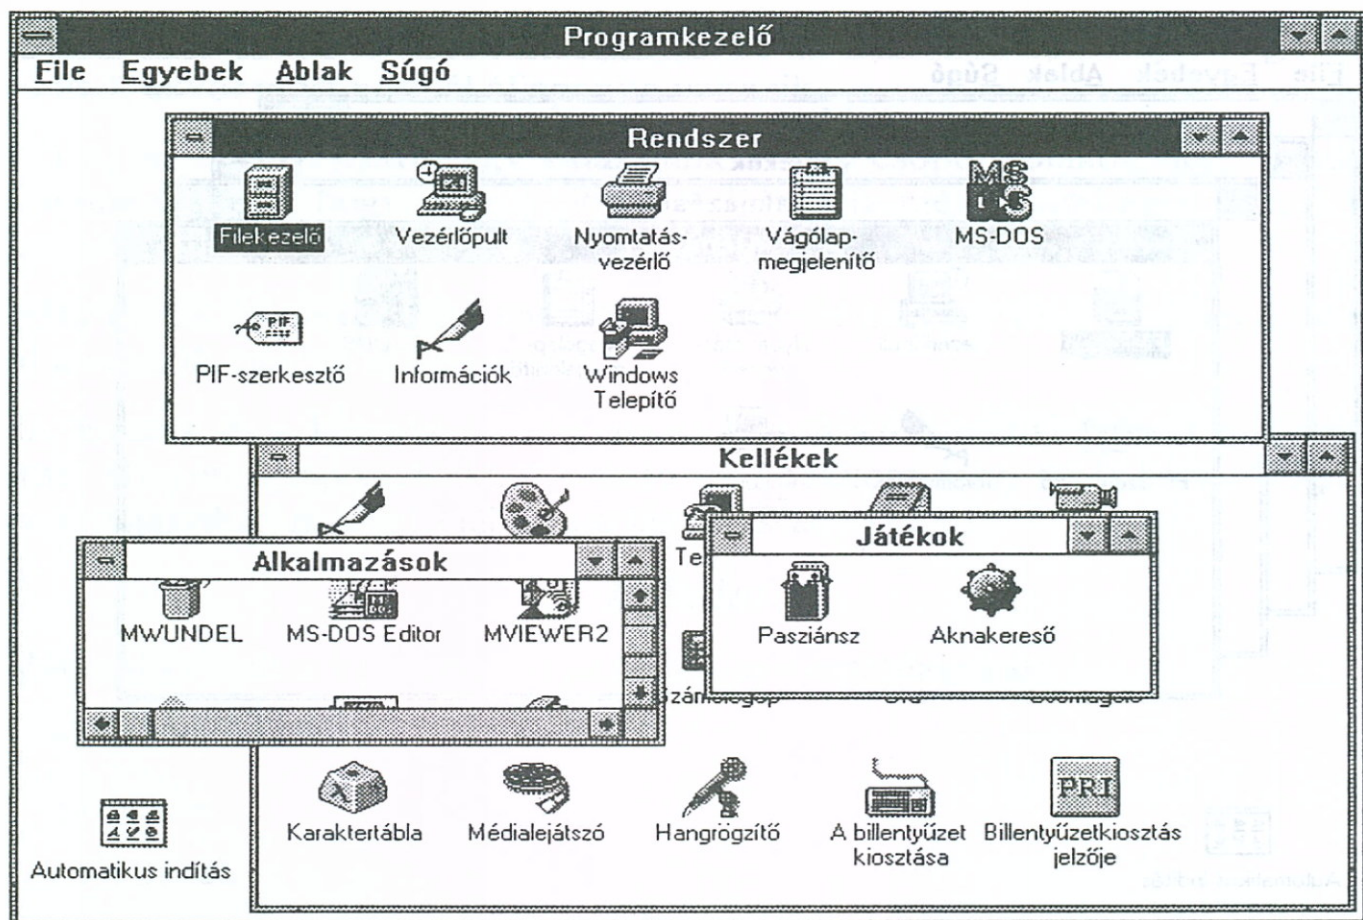 Programkezelő
File Egyebek Ablak Súgó
Rendszer
Filekezelő
Vezérlőpult
Nyomtatás-
vezérlő
Vágólap-
megjelenítő
MS-DOS
PIF
PIF-szerkesztő
Információk
Windows
Telepítő
Kellékek
Alkalmazások
MWUNDEL
MS-DOS Editor
MVIEWER2
Te
Játékok
Pasziánsz
Aknakereső
Karaktertábla
Médialejátszó
Hangrögzítő
A billentyűzet
kiosztása
PRI
Billentyűzetkiosztás
jelzője
Automatikus indítás